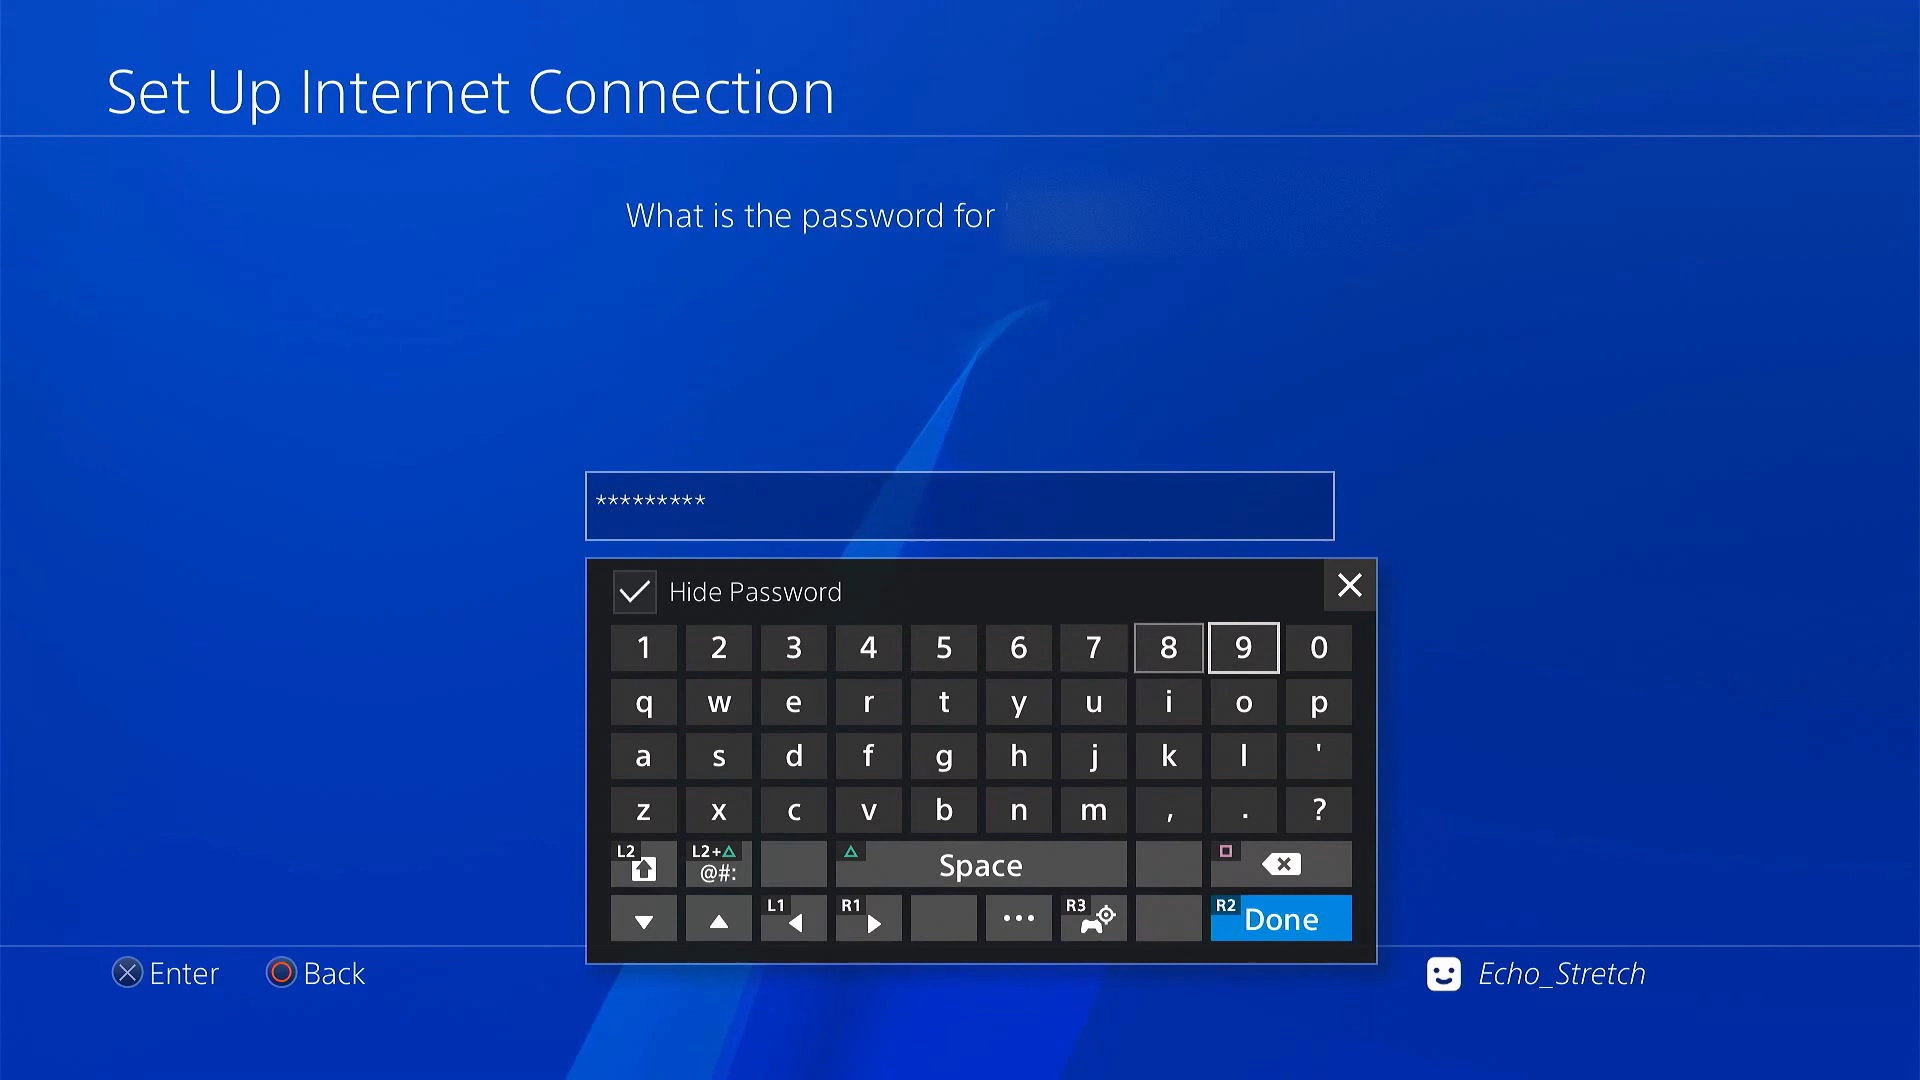 Set Up Internet Connection
What is the password for
*********
Hide Password
1 2 3 4 5 6 7 8 9 0
q w e r t y u i o p
a s d f g h j k l '
z x c v b n m , . ?
L2 L2+△ @#: △ Space
L1 R1 ... R3 R2 Done
Enter Back Echo_Stretch